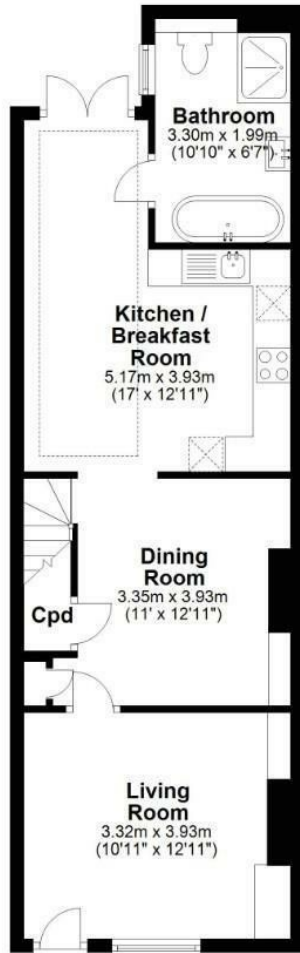 Bathroom
3.30m x 1.99m
(10'10" x 6'7")
Kitchen /
Breakfast
Room
5.17m x 3.93m
(17' x 12'11")
Dining
Room
3.35m x 3.93m
(11' x 12'11")
Cpd
Living
Room
3.32m x 3.93m
(10'11" x 12'11")